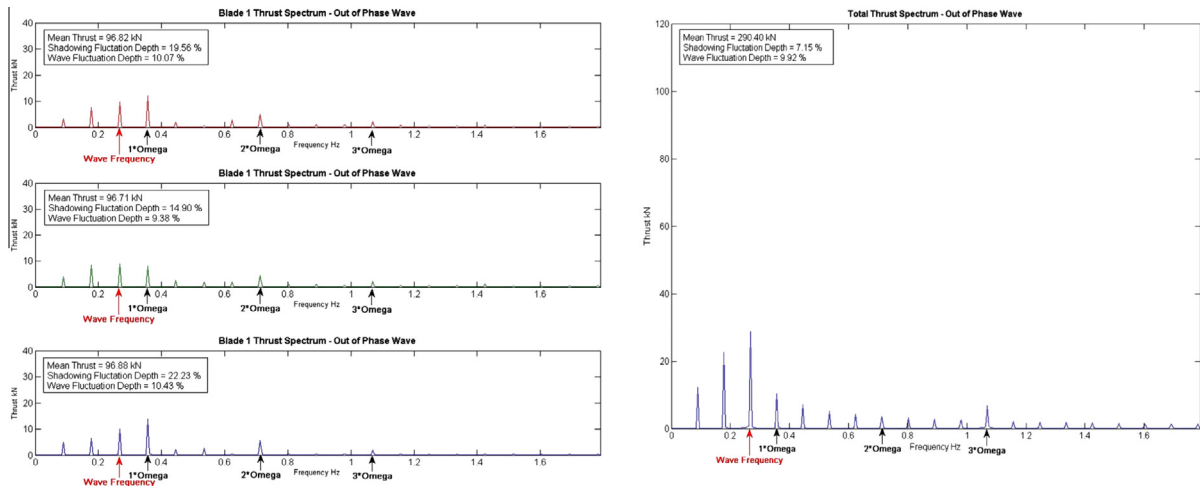 Blade 1 Thrust Spectrum - Out of Phase Wave
40
30
20
10
0
Thrust kN
Mean Thrust = 96.82 kN
Shadowing Fluctation Depth = 19.56 %
Wave Fluctuation Depth = 10.07 %
0 0.2 0.4 0.6 0.8 1 1.2 1.4 1.6
Frequency Hz
1*Omega
2*Omega
3*Omega
Wave Frequency
Blade 1 Thrust Spectrum - Out of Phase Wave
40
30
20
10
0
Thrust kN
Mean Thrust = 96.71 kN
Shadowing Fluctation Depth = 14.90 %
Wave Fluctuation Depth = 9.38 %
0 0.2 0.4 0.6 0.8 1 1.2 1.4 1.6
Frequency Hz
1*Omega
2*Omega
3*Omega
Wave Frequency
Blade 1 Thrust Spectrum - Out of Phase Wave
40
30
20
10
0
Thrust kN
Mean Thrust = 96.88 kN
Shadowing Fluctation Depth = 22.23 %
Wave Fluctuation Depth = 10.43 %
0 0.2 0.4 0.6 0.8 1 1.2 1.4 1.6
Frequency Hz
1*Omega
2*Omega
3*Omega
Wave Frequency
Total Thrust Spectrum - Out of Phase Wave
120
100
80
60
40
20
0
Thrust kN
Mean Thrust = 290.40 kN
Shadowing Fluctation Depth = 7.15 %
Wave Fluctuation Depth = 9.92 %
0 0.2 0.4 0.6 0.8 1 1.2 1.4 1.6
Frequency Hz
1*Omega
2*Omega
3*Omega
Wave Frequency